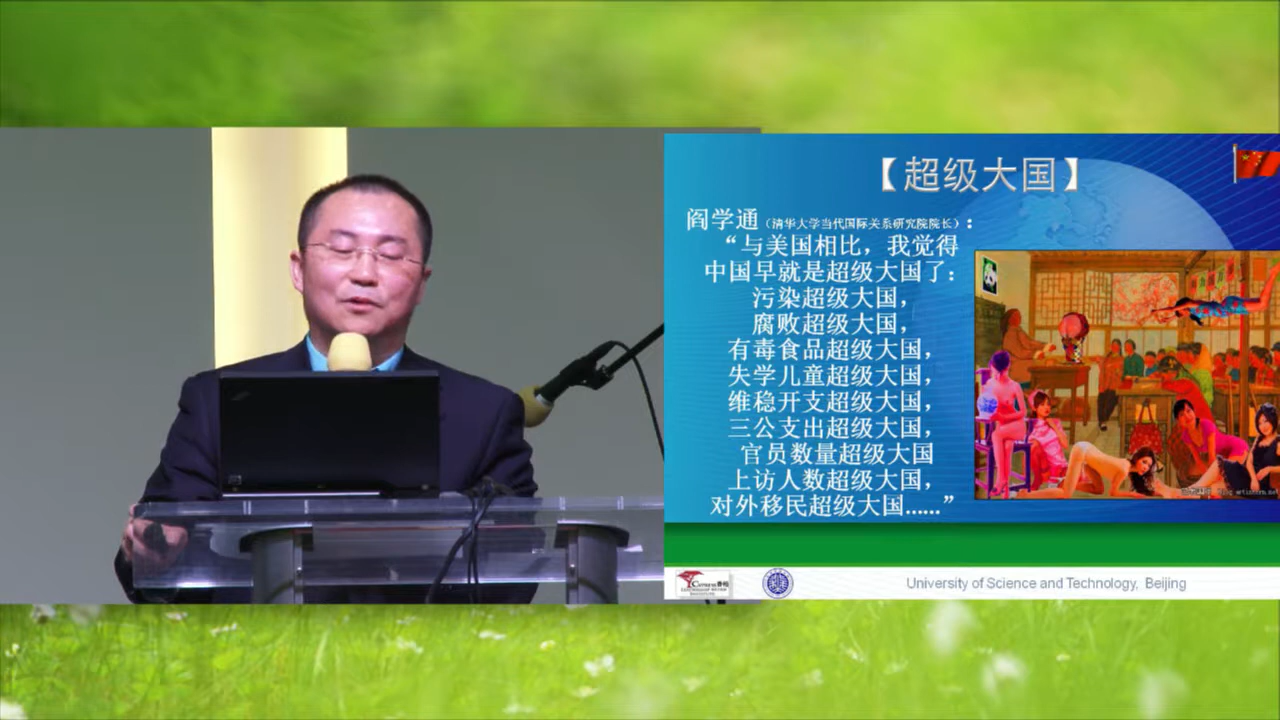 【超级大国】
阎学通（清华大学当代国际关系研究院院长）：
“与美国相比，我觉得
中国早就是超级大国了：
污染超级大国，
腐败超级大国，
有毒食品超级大国，
失学儿童超级大国，
维稳开支超级大国，
三公支出超级大国，
官员数量超级大国
上访人数超级大国，
对外移民超级大国……”
University of Science and Technology, Beijing